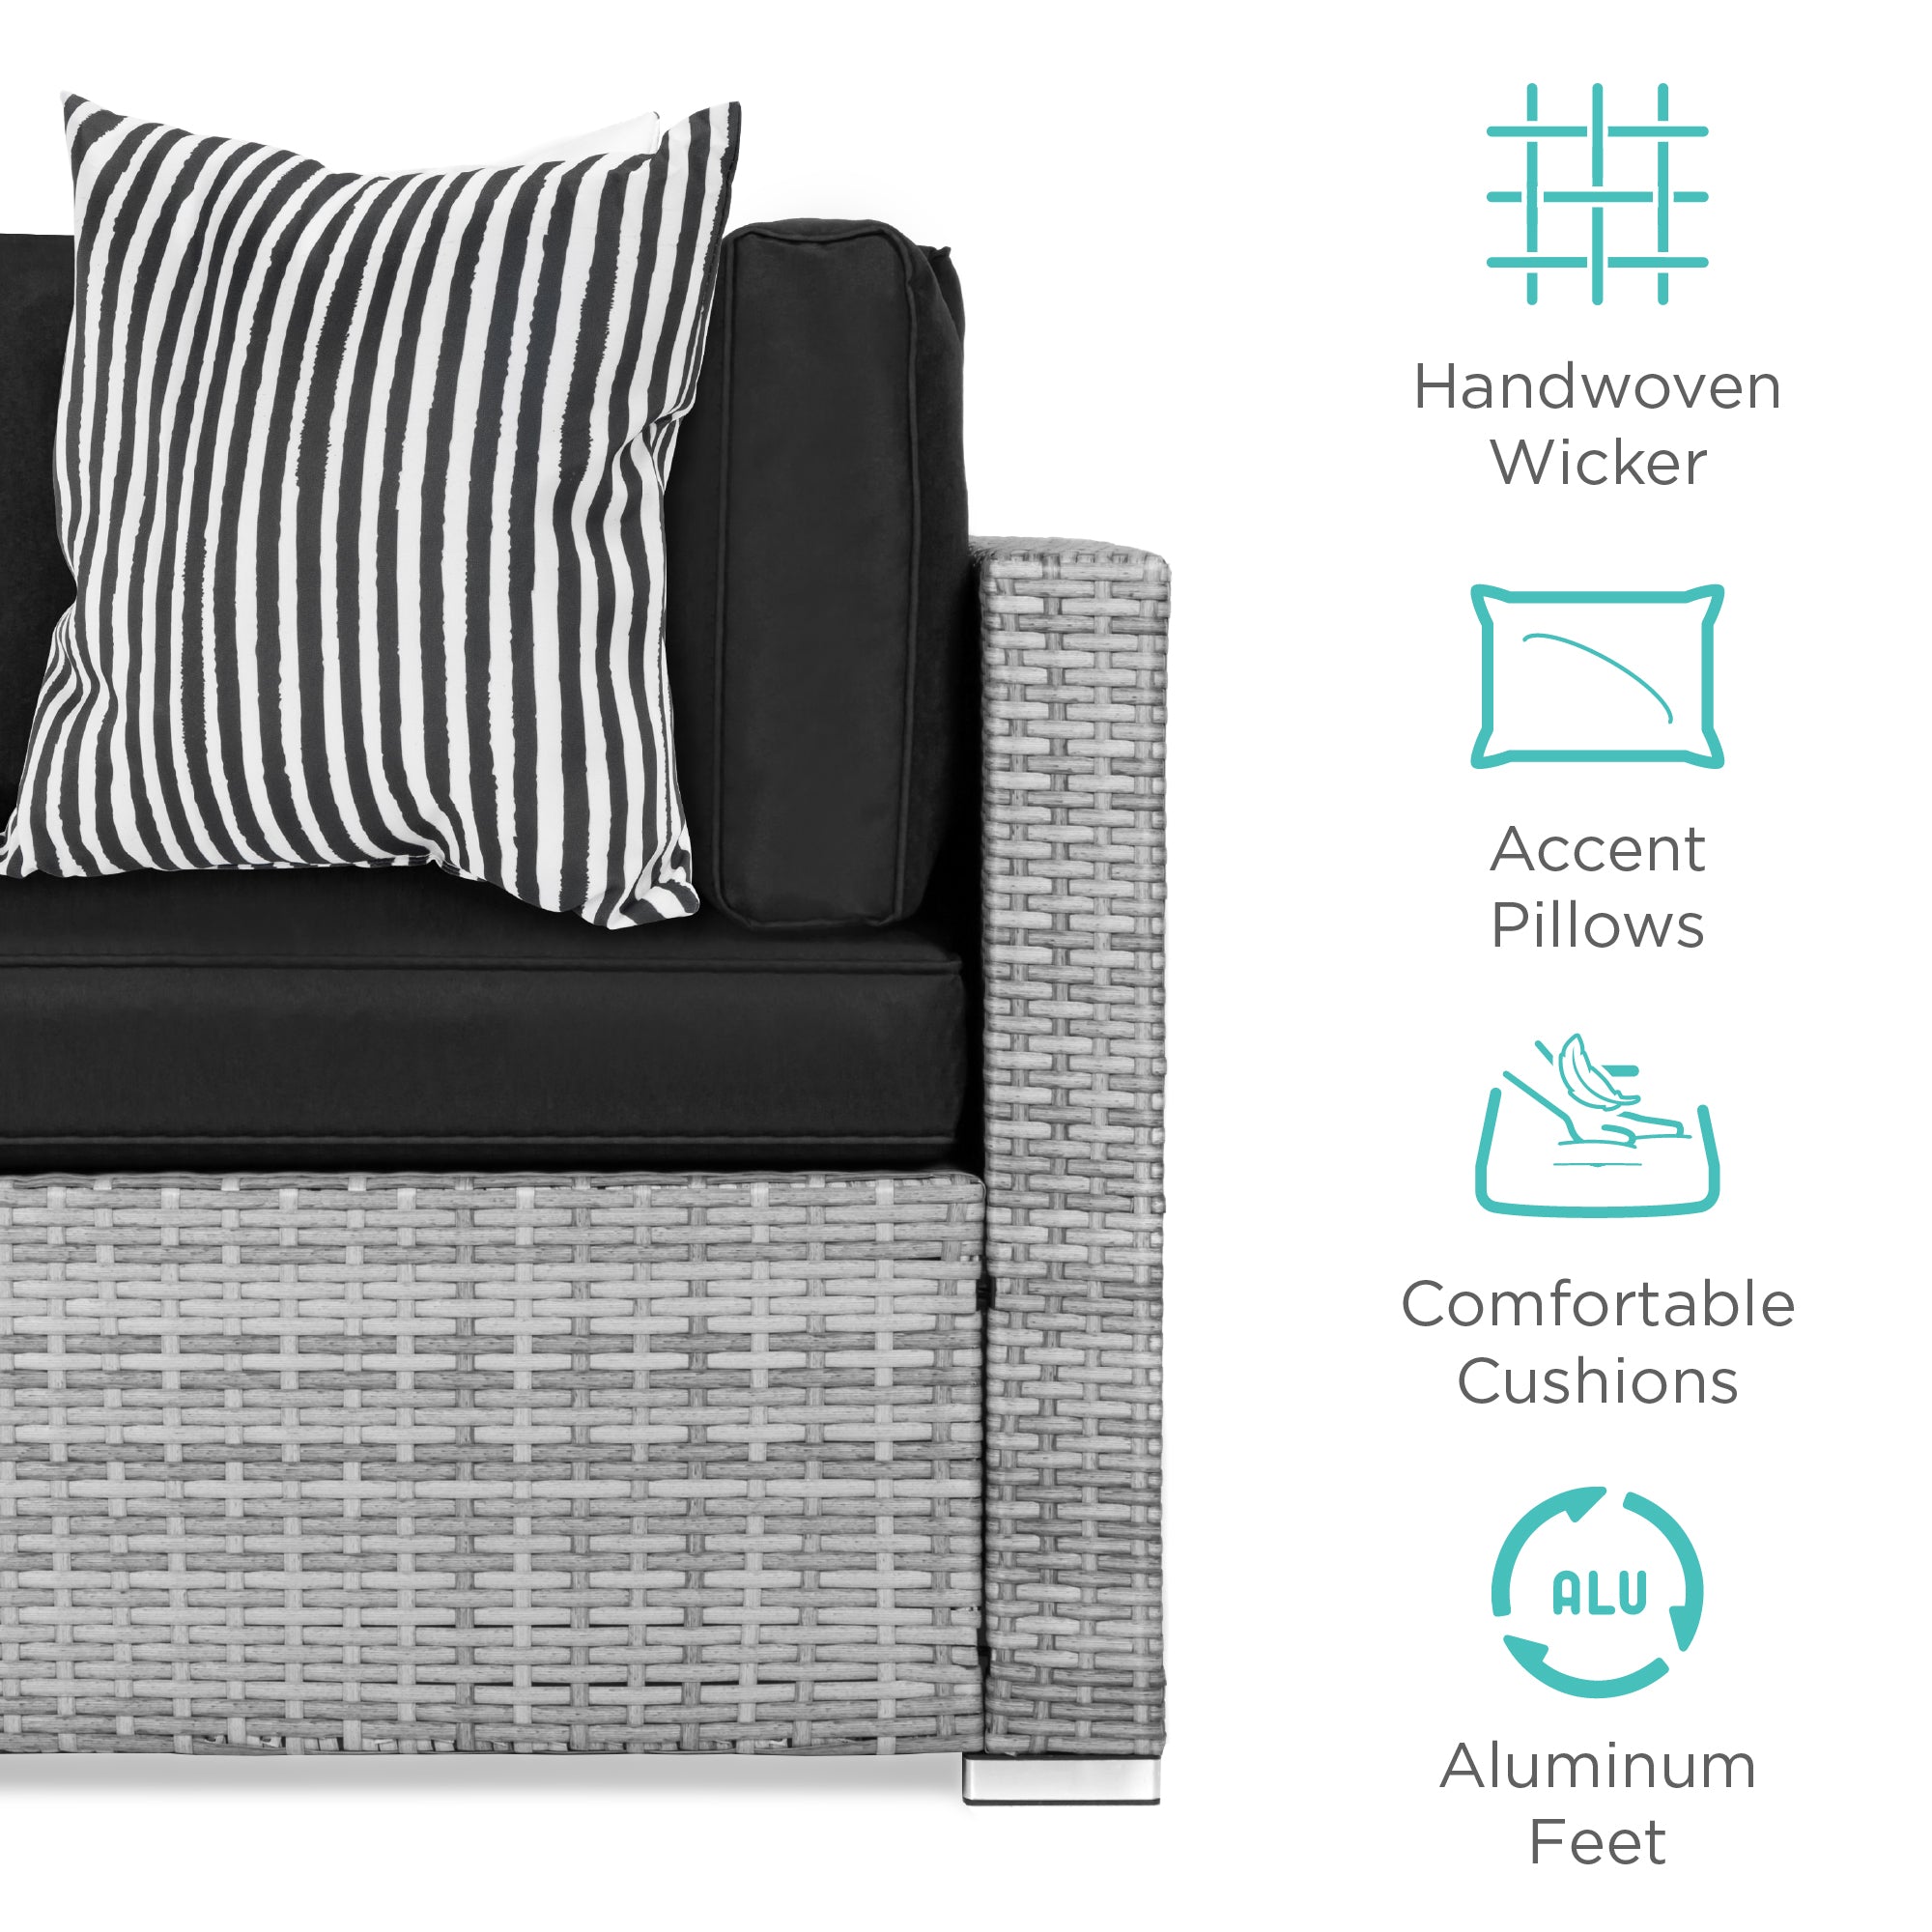 Handwoven
Wicker
Accent
Pillows
Comfortable
Cushions
ALU
Aluminum
Feet